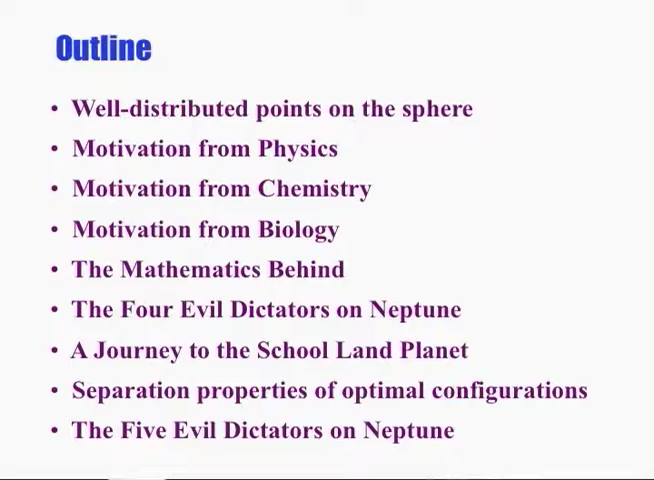 Outline
• Well-distributed points on the sphere
• Motivation from Physics
• Motivation from Chemistry
• Motivation from Biology
• The Mathematics Behind
• The Four Evil Dictators on Neptune
• A Journey to the School Land Planet
• Separation properties of optimal configurations
• The Five Evil Dictators on Neptune